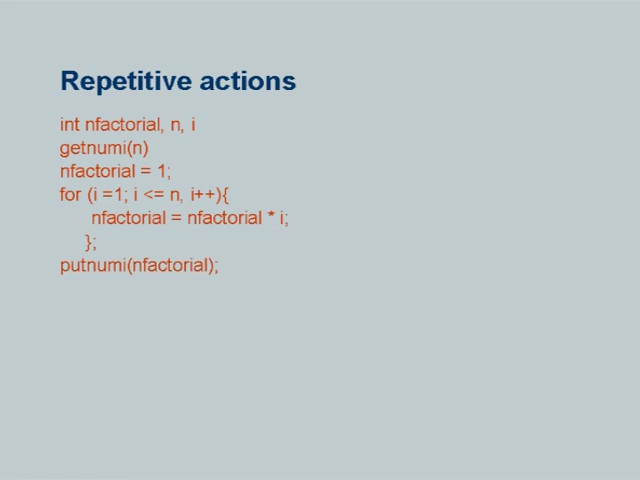 Repetitive actions
int nfactorial, n, i
getnumi(n)
nfactorial = 1;
for (i =1; i <= n, i++){
nfactorial = nfactorial * i;
};
putnumi(nfactorial);